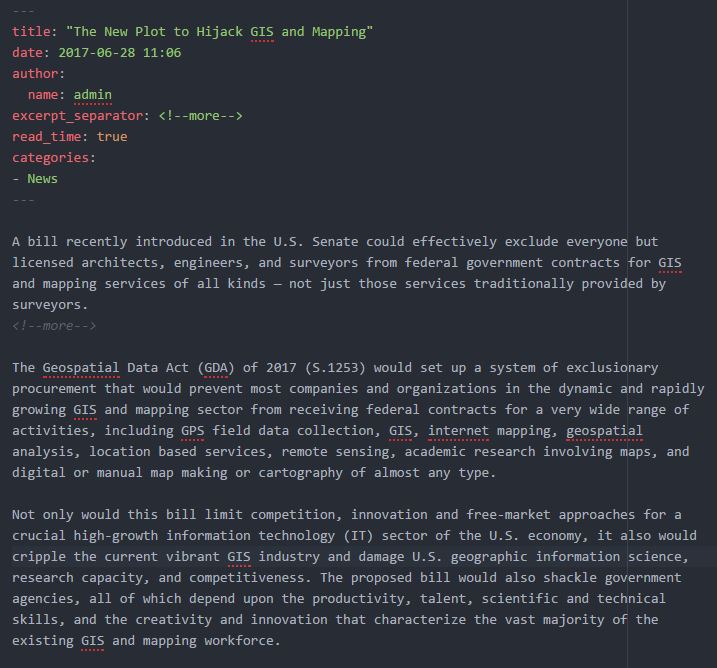 ---
title: "The New Plot to Hijack GIS and Mapping"
date: 2017-06-28 11:06
author:
  name: admin
excerpt_separator: <!--more-->
read_time: true
categories:
- News
---
A bill recently introduced in the U.S. Senate could effectively exclude everyone but
licensed architects, engineers, and surveyors from federal government contracts for GIS
and mapping services of all kinds — not just those services traditionally provided by
surveyors.
<!--more-->
The Geospatial Data Act (GDA) of 2017 (S.1253) would set up a system of exclusionary
procurement that would prevent most companies and organizations in the dynamic and rapidly
growing GIS and mapping sector from receiving federal contracts for a very wide range of
activities, including GPS field data collection, GIS, internet mapping, geospatial
analysis, location based services, remote sensing, academic research involving maps, and
digital or manual map making or cartography of almost any type.
Not only would this bill limit competition, innovation and free-market approaches for a
crucial high-growth information technology (IT) sector of the U.S. economy, it also would
cripple the current vibrant GIS industry and damage U.S. geographic information science,
research capacity, and competitiveness. The proposed bill would also shackle government
agencies, all of which depend upon the productivity, talent, scientific and technical
skills, and the creativity and innovation that characterize the vast majority of the
existing GIS and mapping workforce.